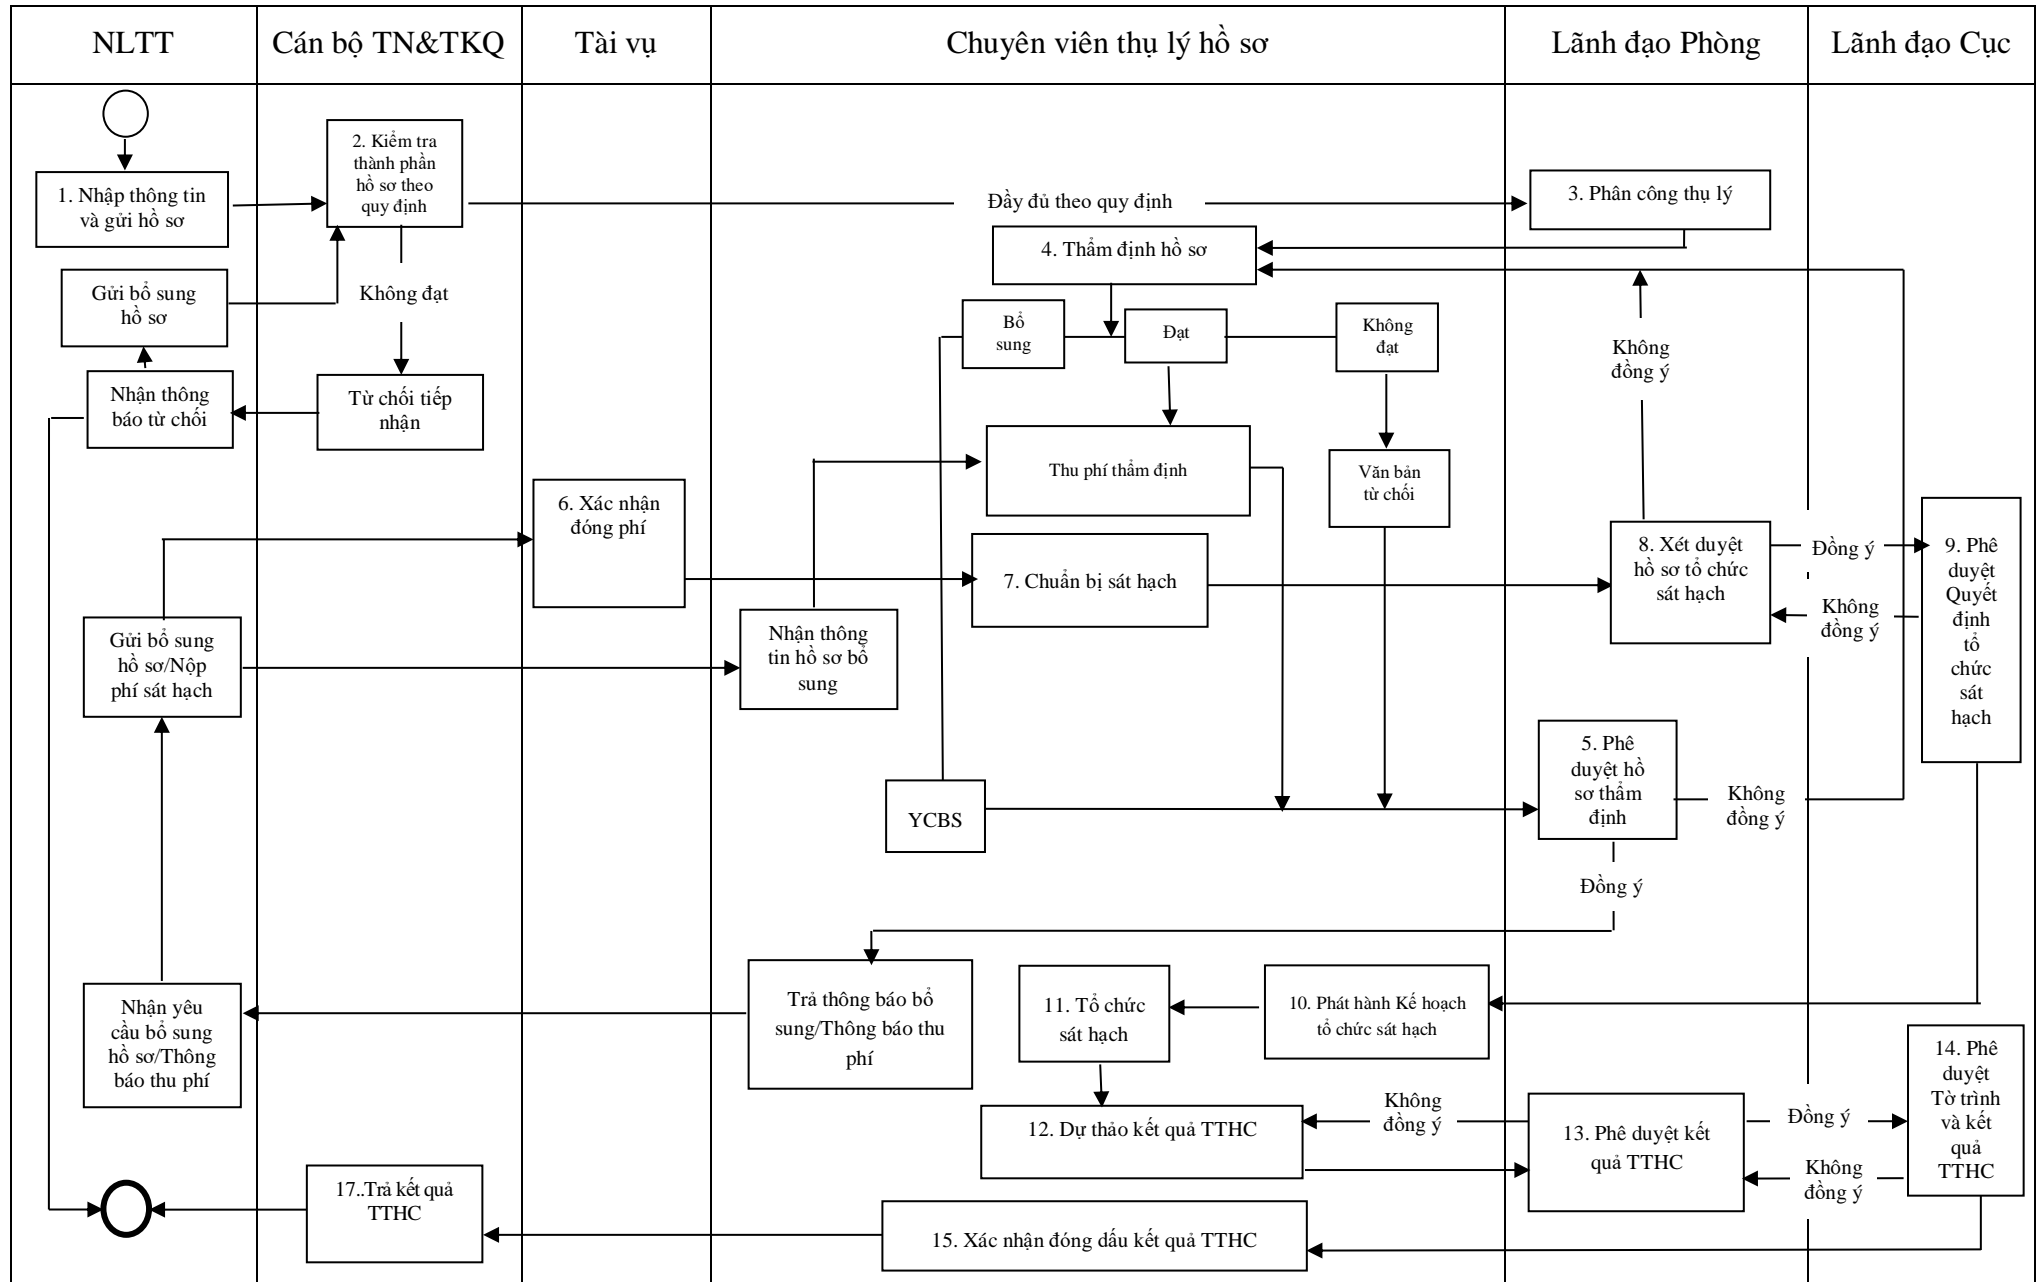 NLTT
Cán bộ TN&TKQ
Tài vụ
Chuyên viên thụ lý hồ sơ
Lãnh đạo Phòng
Lãnh đạo Cục
1. Nhập thông tin
và gửi hồ sơ
2. Kiểm tra
thành phần
hồ sơ theo
quy định
Đầy đủ theo quy định
3. Phân công thụ lý
4. Thẩm định hồ sơ
Gửi bổ sung
hồ sơ
Không đạt
Bổ
sung
Đạt
Không
đạt
Không
đồng ý
Nhận thông
báo từ chối
Từ chối tiếp
nhận
Thu phí thẩm định
Văn bản
từ chối
6. Xác nhận
đóng phí
7. Chuẩn bị sát hạch
8. Xét duyệt
hồ sơ tổ chức
sát hạch
Đồng ý
Không
đồng ý
9. Phê
duyệt
Quyết
định
tổ
chức
sát
hạch
Gửi bổ sung
hồ sơ/Nộp
phí sát hạch
Nhận thông
tin hồ sơ bổ
sung
YCBS
5. Phê
duyệt hồ
sơ thẩm
định
Không
đồng ý
Đồng ý
Nhận yêu
cầu bổ sung
hồ sơ/Thông
báo thu phí
Trả thông báo bổ
sung/Thông báo thu
phí
11. Tổ chức
sát hạch
10. Phát hành Kế hoạch
tổ chức sát hạch
12. Dự thảo kết quả TTHC
Không
đồng ý
13. Phê duyệt kết
quả TTHC
Đồng ý
Không
đồng ý
14. Phê
duyệt
Tờ trình
và kết
quả
TTHC
17..Trả kết quả
TTHC
15. Xác nhận đóng dấu kết quả TTHC